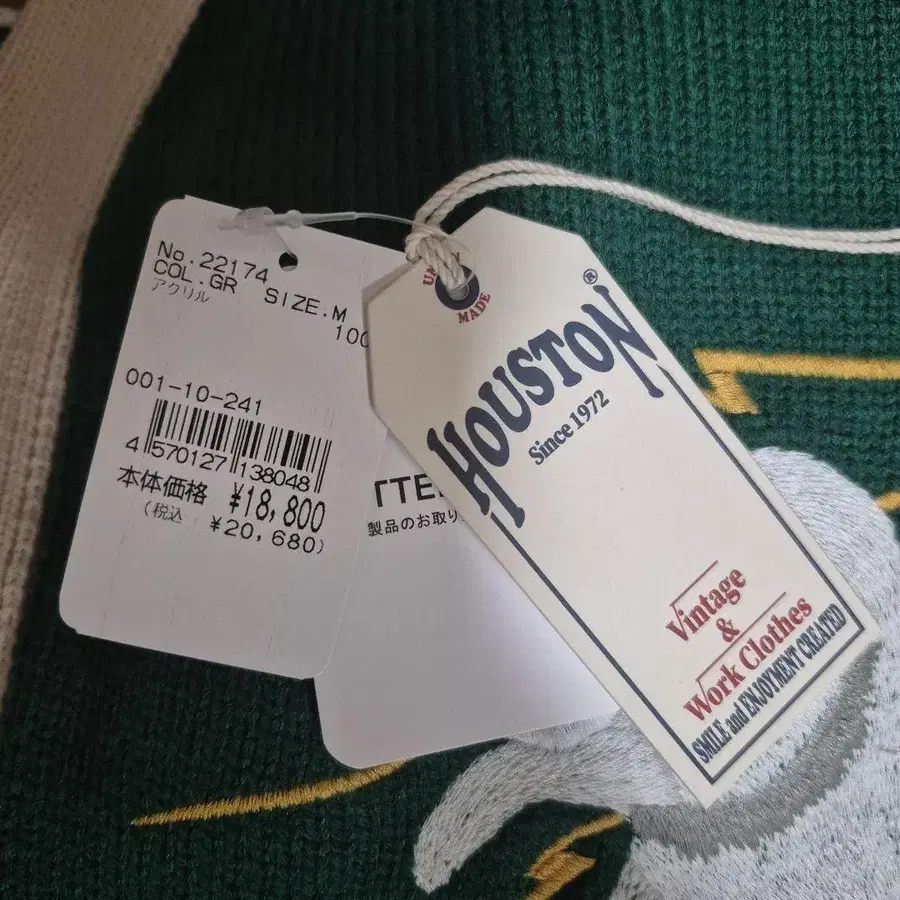 No.22174
COL.GR SIZE.M
アクリル 100
001-10-241
4 570127 138048
本体価格 ¥18,800
(税込 ¥20,680)
製品のお取り
MADE
HOUSTON®
Since 1972
Vintage
&
Work Clothes
SMILE and ENJOYMENT CREATED